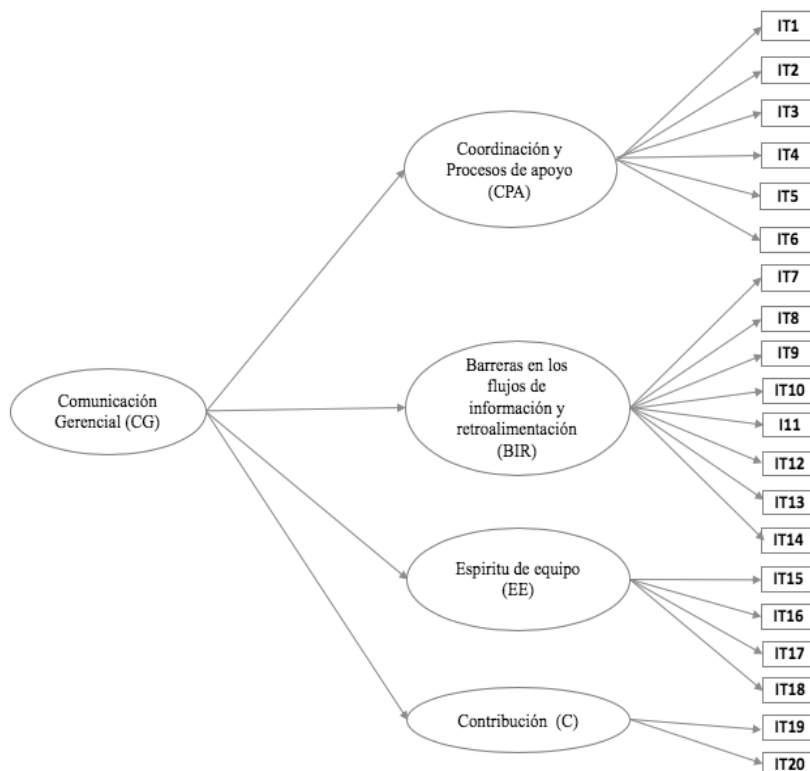 Comunicación
Gerencial (CG)
Coordinación y
Procesos de apoyo
(CPA)
Barreras en los
flujos de
información y
retroalimentación
(BIR)
Espiritu de equipo
(EE)
Contribución (C)
IT1
IT2
IT3
IT4
IT5
IT6
IT7
IT8
IT9
IT10
I11
IT12
IT13
IT14
IT15
IT16
IT17
IT18
IT19
IT20